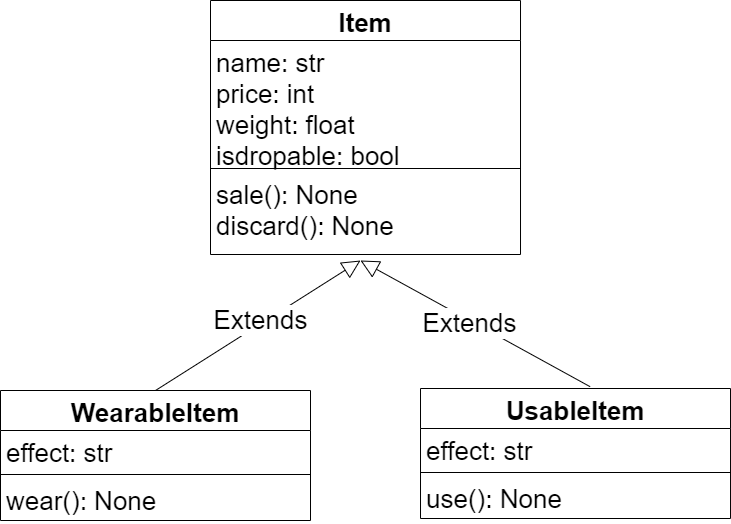 Item
name: str
price: int
weight: float
isdropable: bool
sale(): None
discard(): None
Extends
Extends
WearableItem
effect: str
wear(): None
UsableItem
effect: str
use(): None